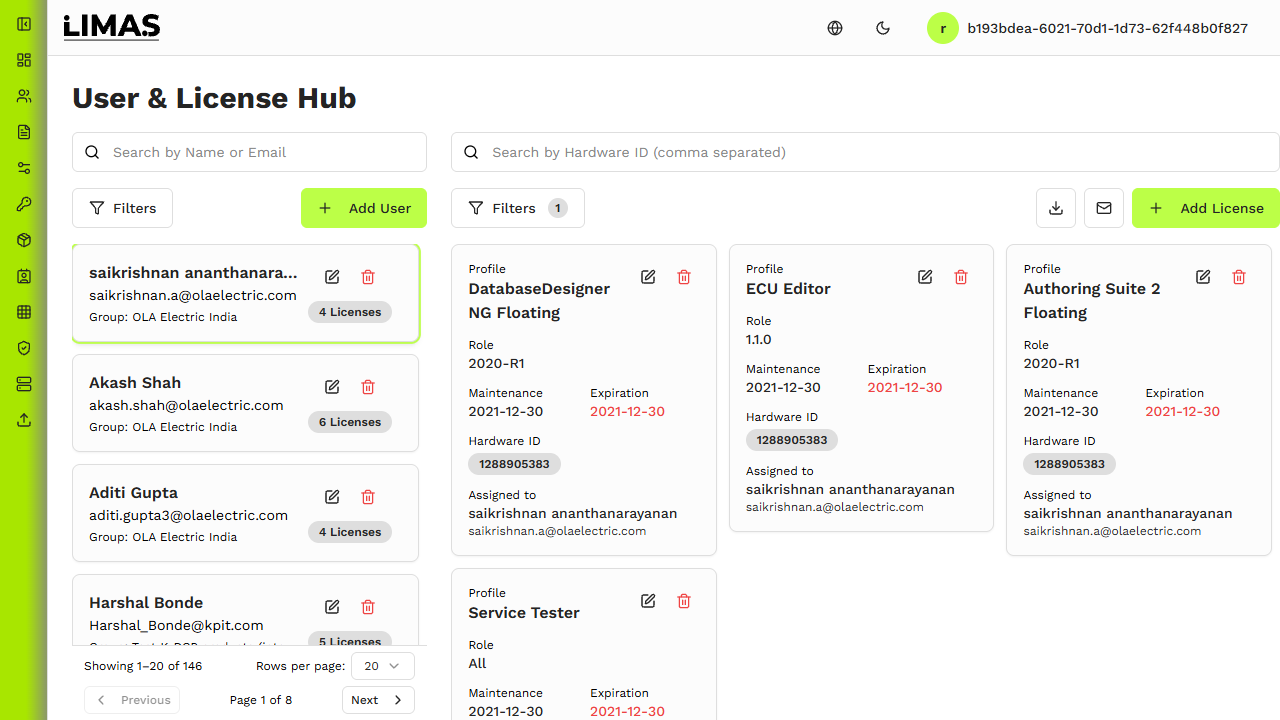 LIMAS
r
b193bdea-6021-70d1-1d73-62f448b0f827
User & License Hub
Search by Name or Email
Search by Hardware ID (comma separated)
Filters
Add User
Filters 1
Add License
saikrishnan ananthanara...
saikrishnan.a@olaelectric.com
Group: OLA Electric India
4 Licenses
Akash Shah
akash.shah@olaelectric.com
Group: OLA Electric India
6 Licenses
Aditi Gupta
aditi.gupta3@olaelectric.com
Group: OLA Electric India
4 Licenses
Harshal Bonde
Harshal_Bonde@kpit.com
5 Licenses
Showing 1–20 of 146
Rows per page: 20
Previous
Page 1 of 8
Next
Profile
DatabaseDesigner
NG Floating
Role
2020-R1
Maintenance Expiration
2021-12-30 2021-12-30
Hardware ID
1288905383
Assigned to
saikrishnan ananthanarayanan
saikrishnan.a@olaelectric.com
Profile
ECU Editor
Role
1.1.0
Maintenance Expiration
2021-12-30 2021-12-30
Hardware ID
1288905383
Assigned to
saikrishnan ananthanarayanan
saikrishnan.a@olaelectric.com
Profile
Authoring Suite 2
Floating
Role
2020-R1
Maintenance Expiration
2021-12-30 2021-12-30
Hardware ID
1288905383
Assigned to
saikrishnan ananthanarayanan
saikrishnan.a@olaelectric.com
Profile
Service Tester
Role
All
Maintenance Expiration
2021-12-30 2021-12-30